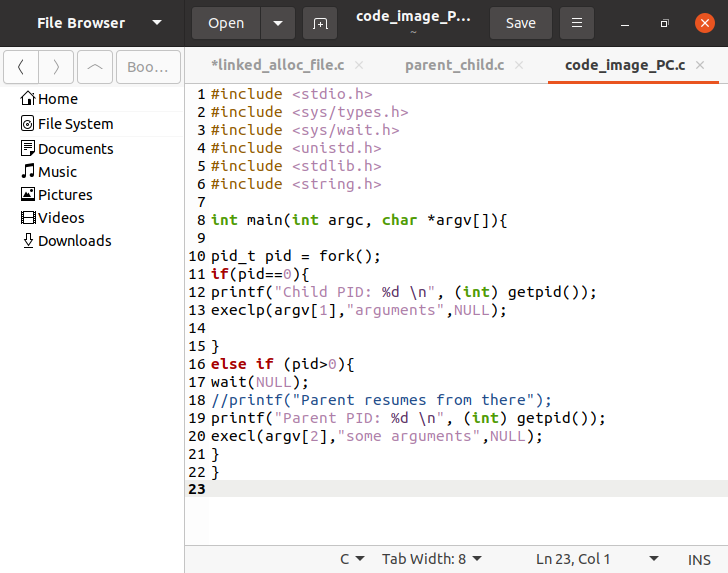 File Browser
Open
code_image_P...
~
Save
Boo...
Home
File System
Documents
Music
Pictures
Videos
Downloads
*linked_alloc_file.c
parent_child.c
code_image_PC.c
1 #include <stdio.h>
2 #include <sys/types.h>
3 #include <sys/wait.h>
4 #include <unistd.h>
5 #include <stdlib.h>
6 #include <string.h>
7
8 int main(int argc, char *argv[]){
9
10 pid_t pid = fork();
11 if(pid==0){
12 printf("Child PID: %d \n", (int) getpid());
13 execlp(argv[1],"arguments",NULL);
14
15 }
16 else if (pid>0){
17 wait(NULL);
18 //printf("Parent resumes from there");
19 printf("Parent PID: %d \n", (int) getpid());
20 execl(argv[2],"some arguments",NULL);
21 }
22 }
23
C
Tab Width: 8
Ln 23, Col 1
INS